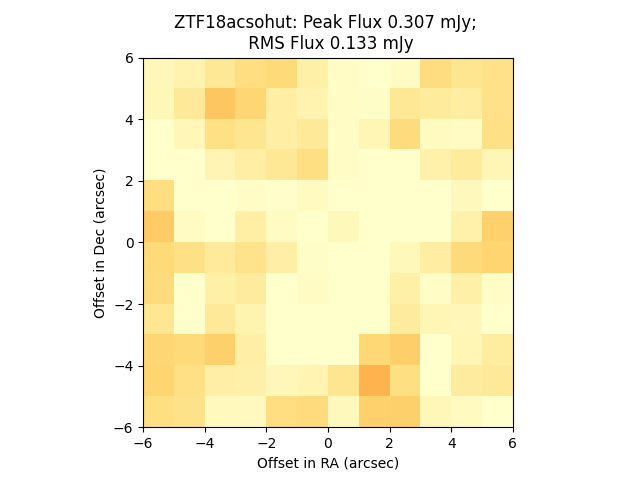 ZTF18acsohut: Peak Flux 0.307 mJy;
RMS Flux 0.133 mJy
6
4
2
0
−2
−4
−6
Offset in Dec (arcsec)
−6 −4 −2 0 2 4 6
Offset in RA (arcsec)